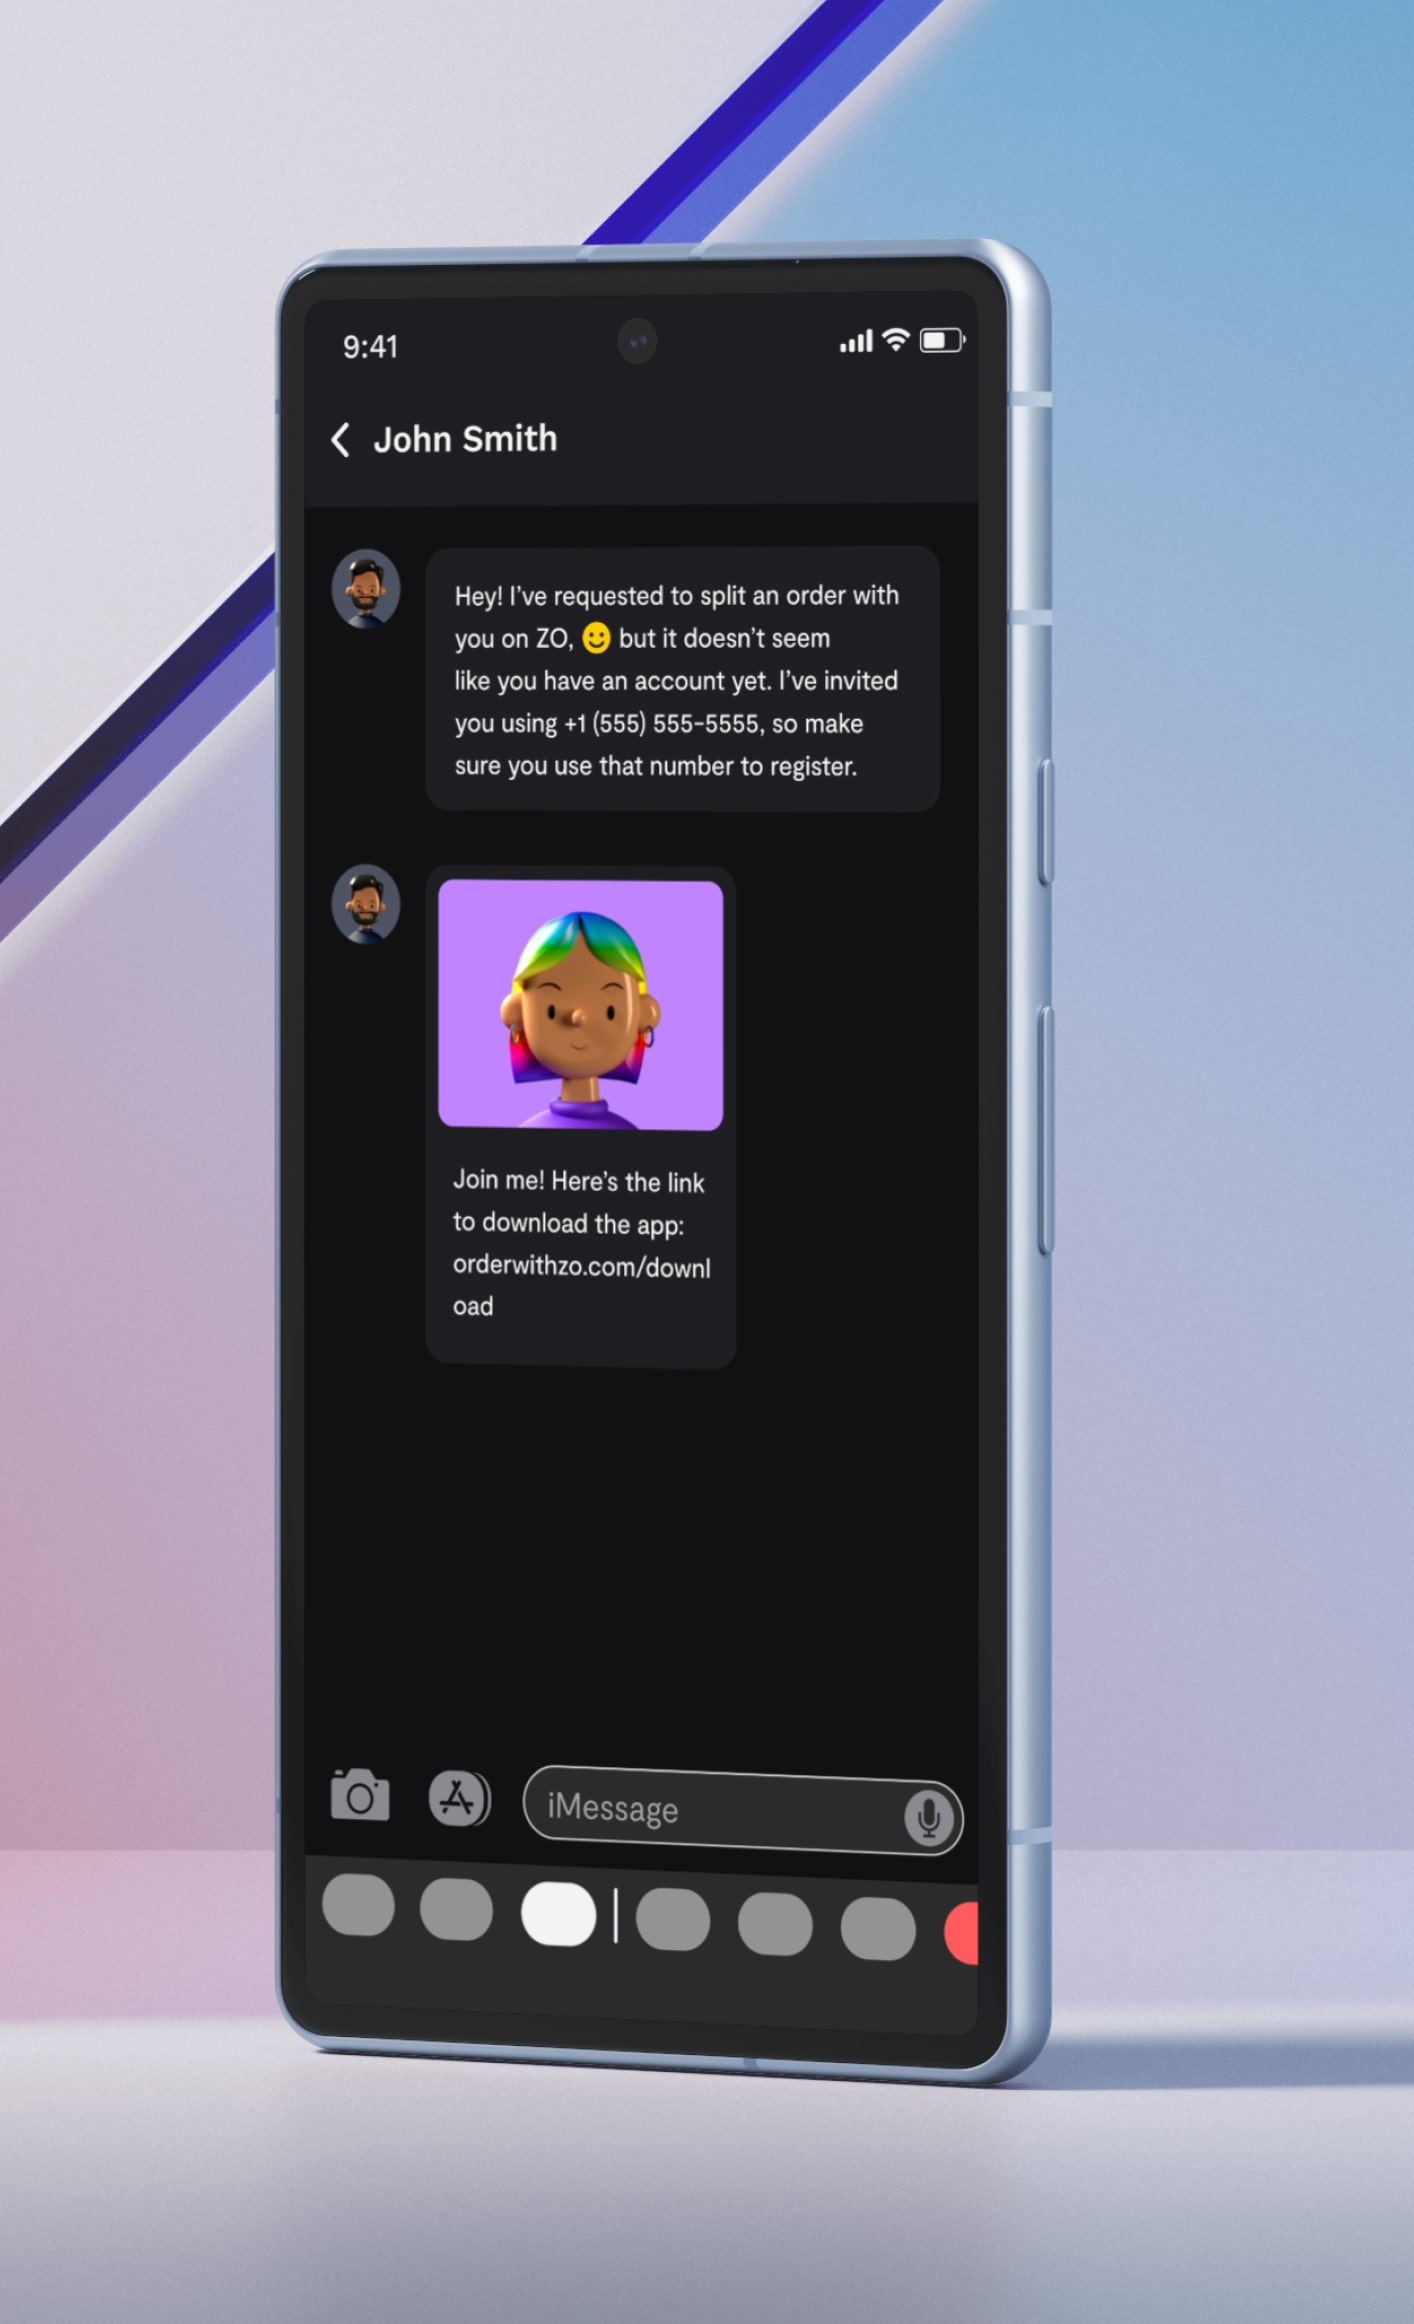 9:41
John Smith
Hey! I've requested to split an order with
you on ZO, 🙂 but it doesn't seem
like you have an account yet. I've invited
you using +1 (555) 555-5555, so make
sure you use that number to register.
Join me! Here's the link
to download the app:
orderwithzo.com/downl
oad
iMessage